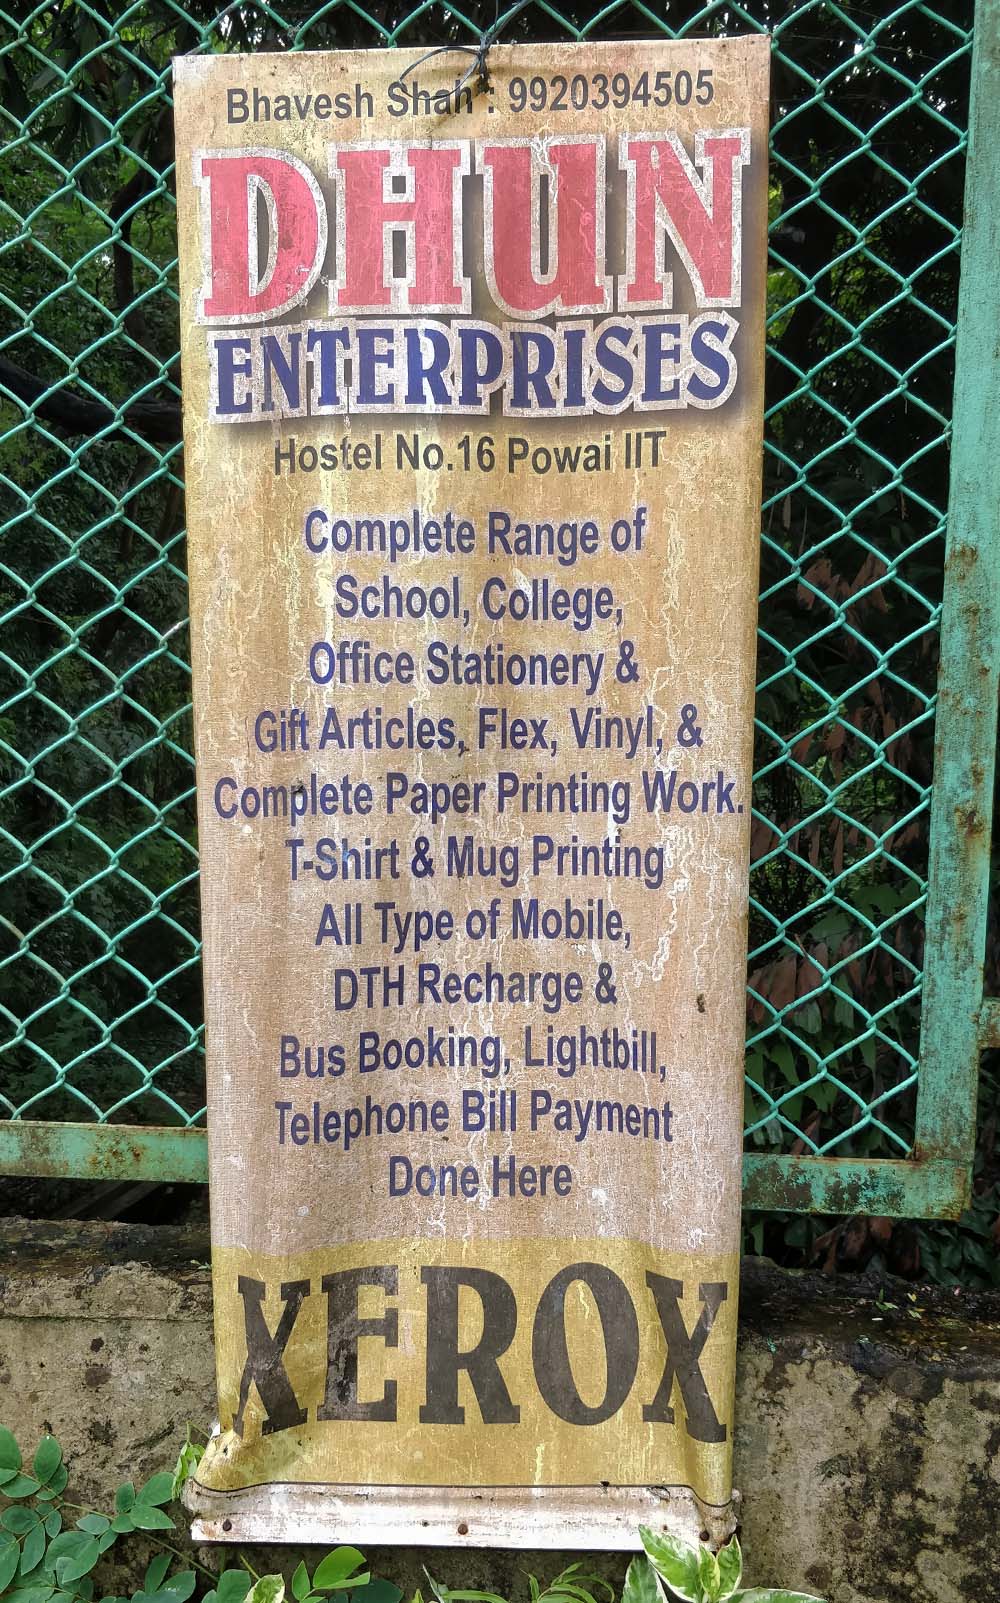 Bhavesh Shah : 9920394505
DHUN
ENTERPRISES
Hostel No.16 Powai IIT
Complete Range of
School, College,
Office Stationery &
Gift Articles, Flex, Vinyl, &
Complete Paper Printing Work.
T-Shirt & Mug Printing
All Type of Mobile,
DTH Recharge &
Bus Booking, Lightbill,
Telephone Bill Payment
Done Here
XEROX